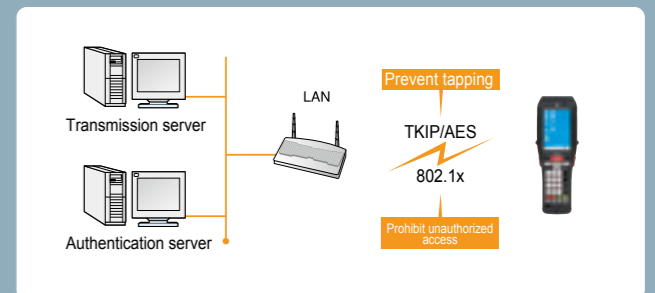 Prevent tapping
LAN
Transmission server
TKIP/AES
802.1x
Prohibit unauthorized
access
Authentication server